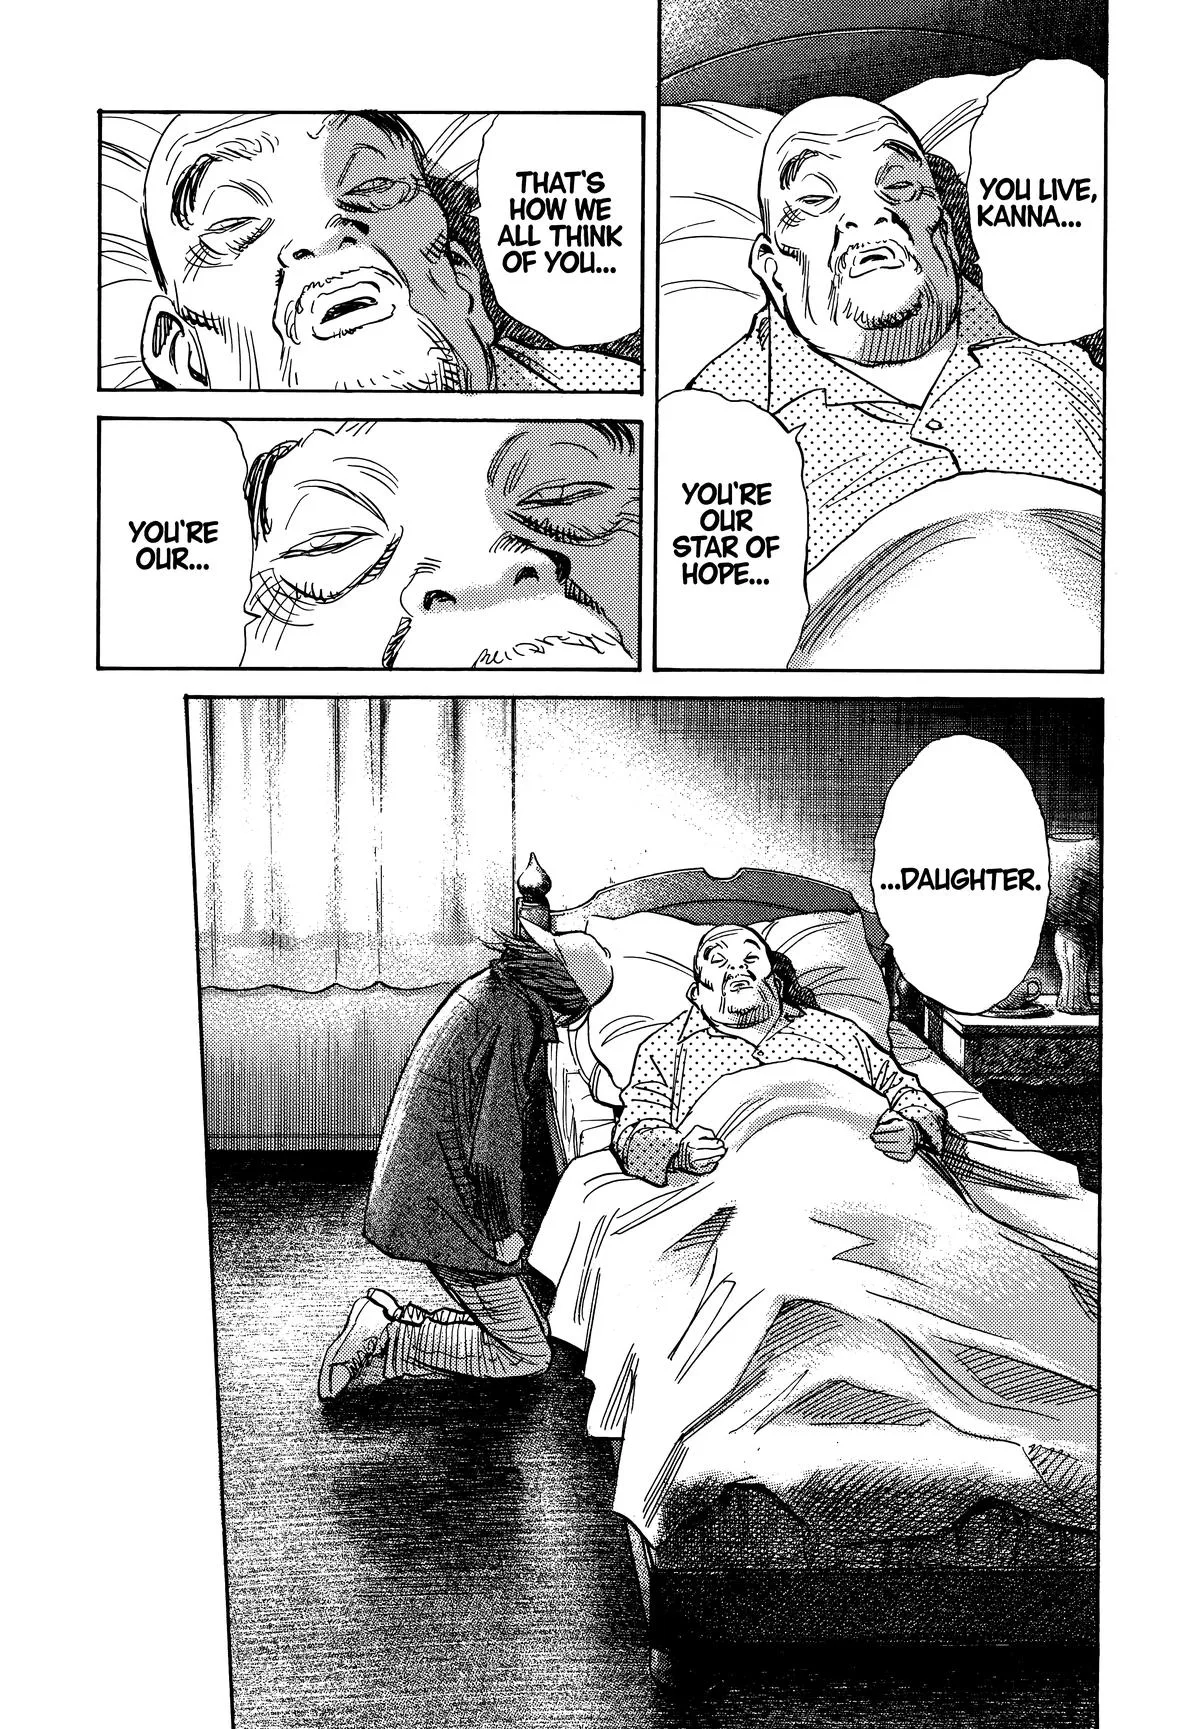 YOU LIVE,
KANNA...
YOU'RE
OUR
STAR OF
HOPE...
THAT'S
HOW WE
ALL THINK
OF YOU...
YOU'RE
OUR...
...DAUGHTER.